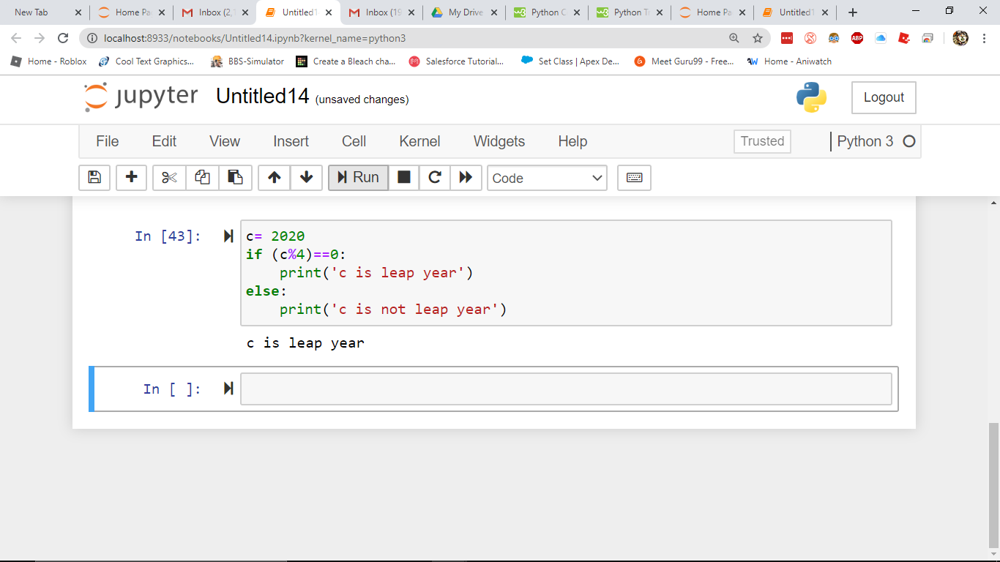 New Tab Home Pa Inbox (2, Untitled1 Inbox (19 My Drive Python C Python T Home Pa Untitled1
localhost:8933/notebooks/Untitled14.ipynb?kernel_name=python3
ABP
Home - Roblox Cool Text Graphics... BBS-Simulator Create a Bleach cha... Salesforce Tutorial... Set Class | Apex De... Meet Guru99 - Free... Home - Aniwatch
jupyter Untitled14 (unsaved changes) Logout
File Edit View Insert Cell Kernel Widgets Help Trusted Python 3
Run Code
In [43]: c= 2020
if (c%4)==0:
    print('c is leap year')
else:
    print('c is not leap year')
c is leap year
In [ ]: